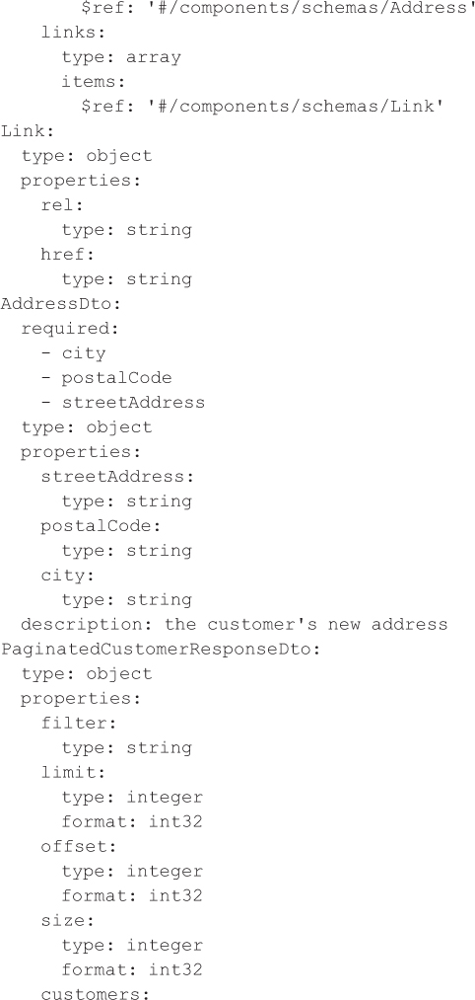 $ref: '#/components/schemas/Address'
    links:
      type: array
      items:
        $ref: '#/components/schemas/Link'
Link:
  type: object
  properties:
    rel:
      type: string
    href:
      type: string
AddressDto:
  required:
    - city
    - postalCode
    - streetAddress
  type: object
  properties:
    streetAddress:
      type: string
    postalCode:
      type: string
    city:
      type: string
  description: the customer's new address
PaginatedCustomerResponseDto:
  type: object
  properties:
    filter:
      type: string
    limit:
      type: integer
      format: int32
    offset:
      type: integer
      format: int32
    size:
      type: integer
      format: int32
    customers: